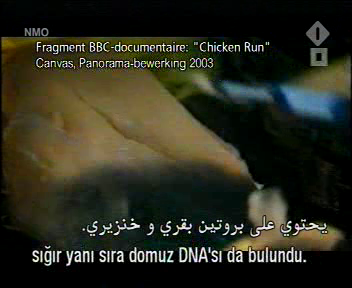 NMO
Fragment BBC-documentaire: "Chicken Run"
Canvas, Panorama-bewerking 2003
يحتوي على بروتين بقري و خنزيري.
sığır yanı sıra domuz DNA'sı da bulundu.